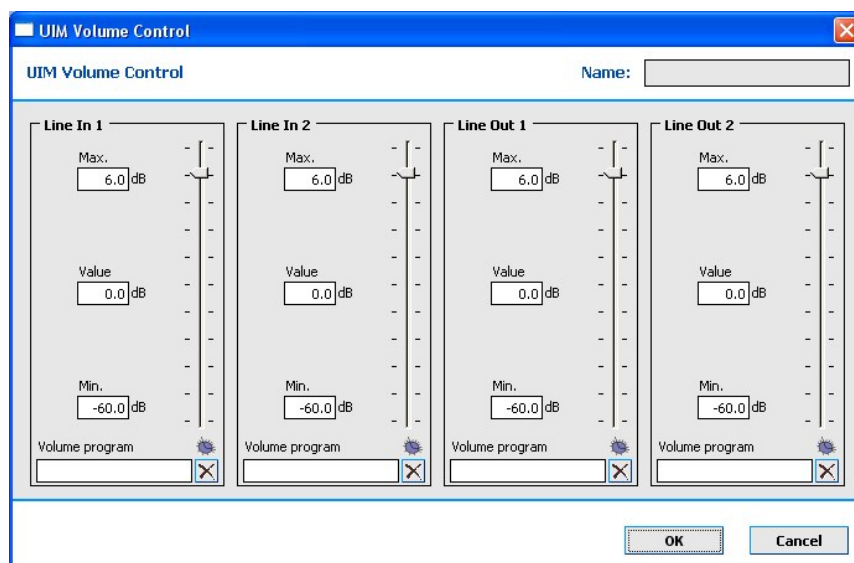 UIM Volume Control
UIM Volume Control
Name:
Line In 1
Max.
6.0 dB
Value
0.0 dB
Min.
-60.0 dB
Volume program
Line In 2
Max.
6.0 dB
Value
0.0 dB
Min.
-60.0 dB
Volume program
Line Out 1
Max.
6.0 dB
Value
0.0 dB
Min.
-60.0 dB
Volume program
Line Out 2
Max.
6.0 dB
Value
0.0 dB
Min.
-60.0 dB
Volume program
OK
Cancel